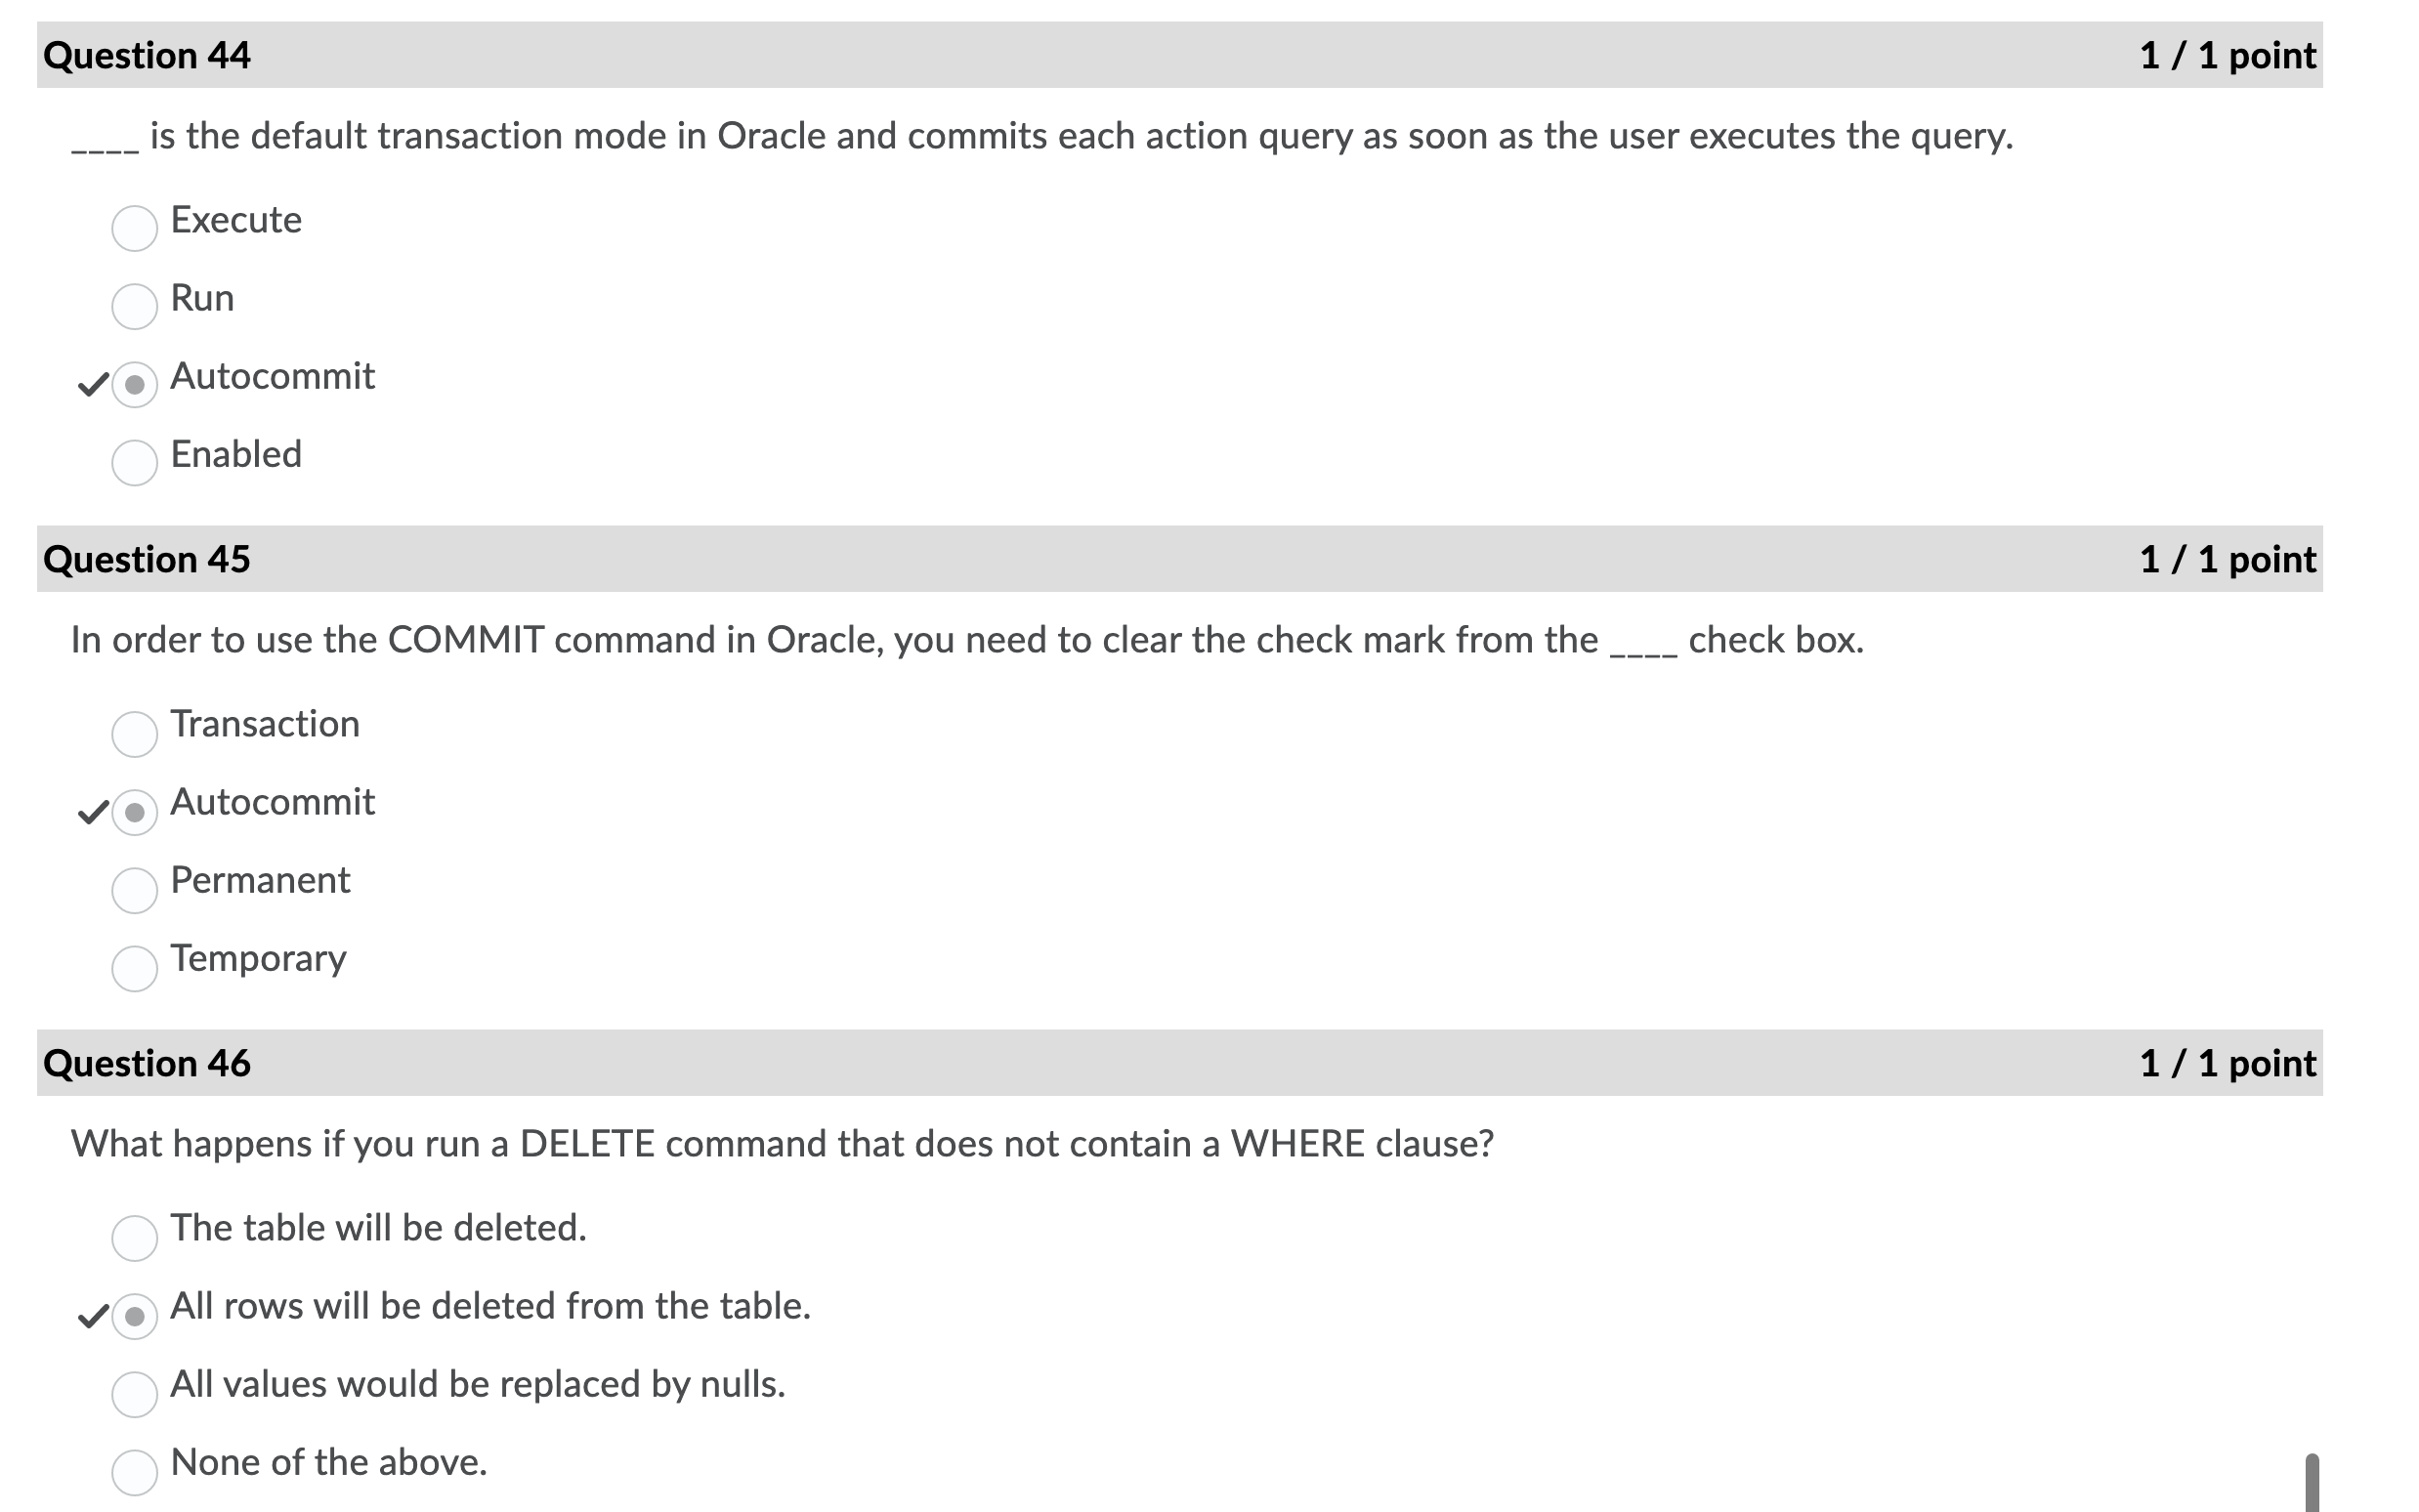 Question 44 1 / 1 point
____ is the default transaction mode in Oracle and commits each action query as soon as the user executes the query.
Execute
Run
Autocommit
Enabled
Question 45 1 / 1 point
In order to use the COMMIT command in Oracle, you need to clear the check mark from the ____ check box.
Transaction
Autocommit
Permanent
Temporary
Question 46 1 / 1 point
What happens if you run a DELETE command that does not contain a WHERE clause?
The table will be deleted.
All rows will be deleted from the table.
All values would be replaced by nulls.
None of the above.